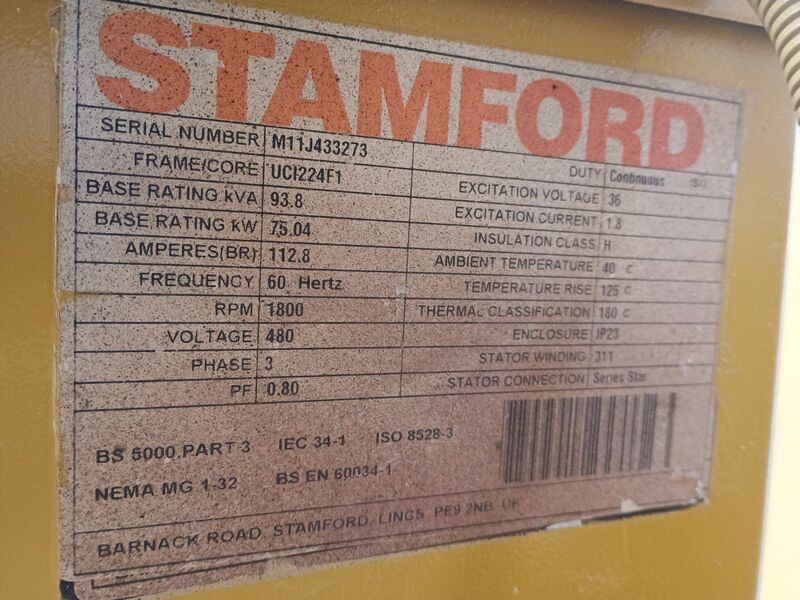 STAMFORD
SERIAL NUMBER M11J433273
DUTY Continuous
FRAME/CORE UCI224F1
EXCITATION VOLTAGE 36
BASE RATING kVA 93.8
EXCITATION CURRENT 1.8
BASE RATING kW 75.04
INSULATION CLASS H
AMPERES(BR) 112.8
AMBIENT TEMPERATURE 40 C
FREQUENCY 60 Hertz
TEMPERATURE RISE 125 C
RPM 1800
THERMAL CLASSIFICATION 180 C
VOLTAGE 480
ENCLOSURE IP23
PHASE 3
STATOR WINDING 311
PF 0.80
STATOR CONNECTION Series Star
BS 5000.PART 3 IEC 34-1 ISO 8528-3
NEMA MG 1-32 BS EN 60034-1
BARNACK ROAD, STAMFORD, LINCS PE9 2NB UK